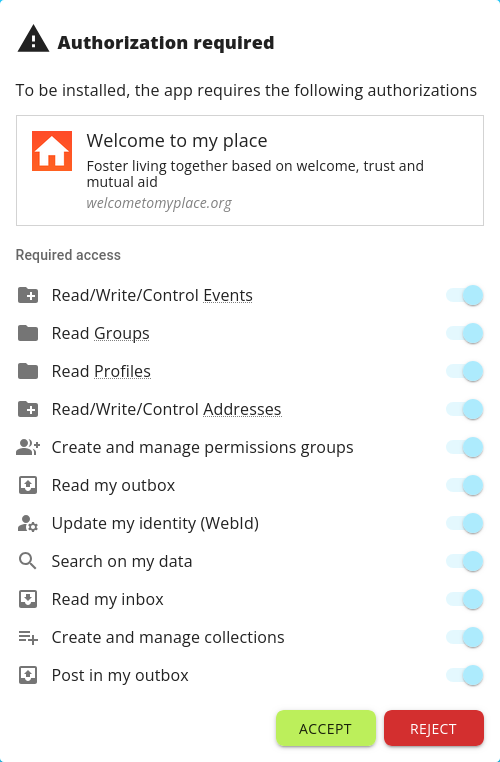 Authorization required
To be installed, the app requires the following authorizations
Welcome to my place
Foster living together based on welcome, trust and
mutual aid
welcometomyplace.org
Required access
Read/Write/Control Events
Read Groups
Read Profiles
Read/Write/Control Addresses
Create and manage permissions groups
Read my outbox
Update my identity (WebId)
Search on my data
Read my inbox
Create and manage collections
Post in my outbox
ACCEPT REJECT